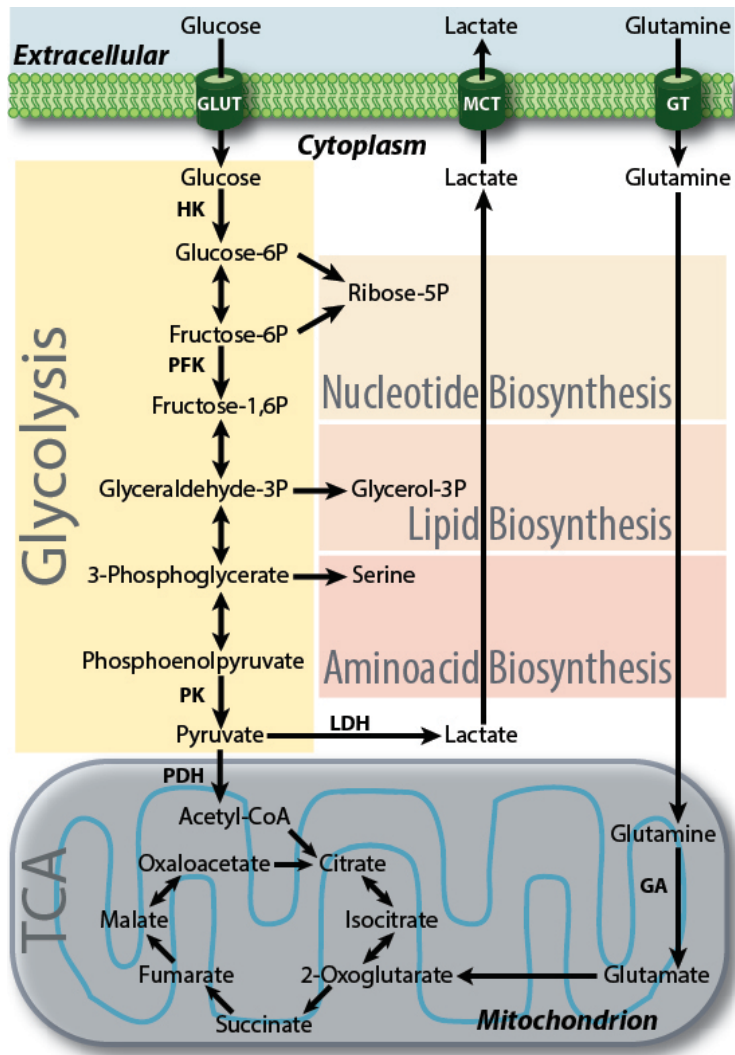 Glucose
Lactate
Glutamine
Extracellular
GLUT
MCT
GT
Cytoplasm
Glucose
Lactate
Glutamine
HK
Glucose-6P
Ribose-5P
Fructose-6P
PFK
Nucleotide Biosynthesis
Fructose-1,6P
Glycolysis
Glyceraldehyde-3P
Glycerol-3P
Lipid Biosynthesis
3-Phosphoglycerate
Serine
Phosphoenolpyruvate
Aminoacid Biosynthesis
PK
Pyruvate
LDH
Lactate
PDH
Acetyl-CoA
Glutamine
Oxaloacetate
Citrate
GA
TCA
Malate
Isocitrate
Fumarate
2-Oxoglutarate
Glutamate
Succinate
Mitochondrion